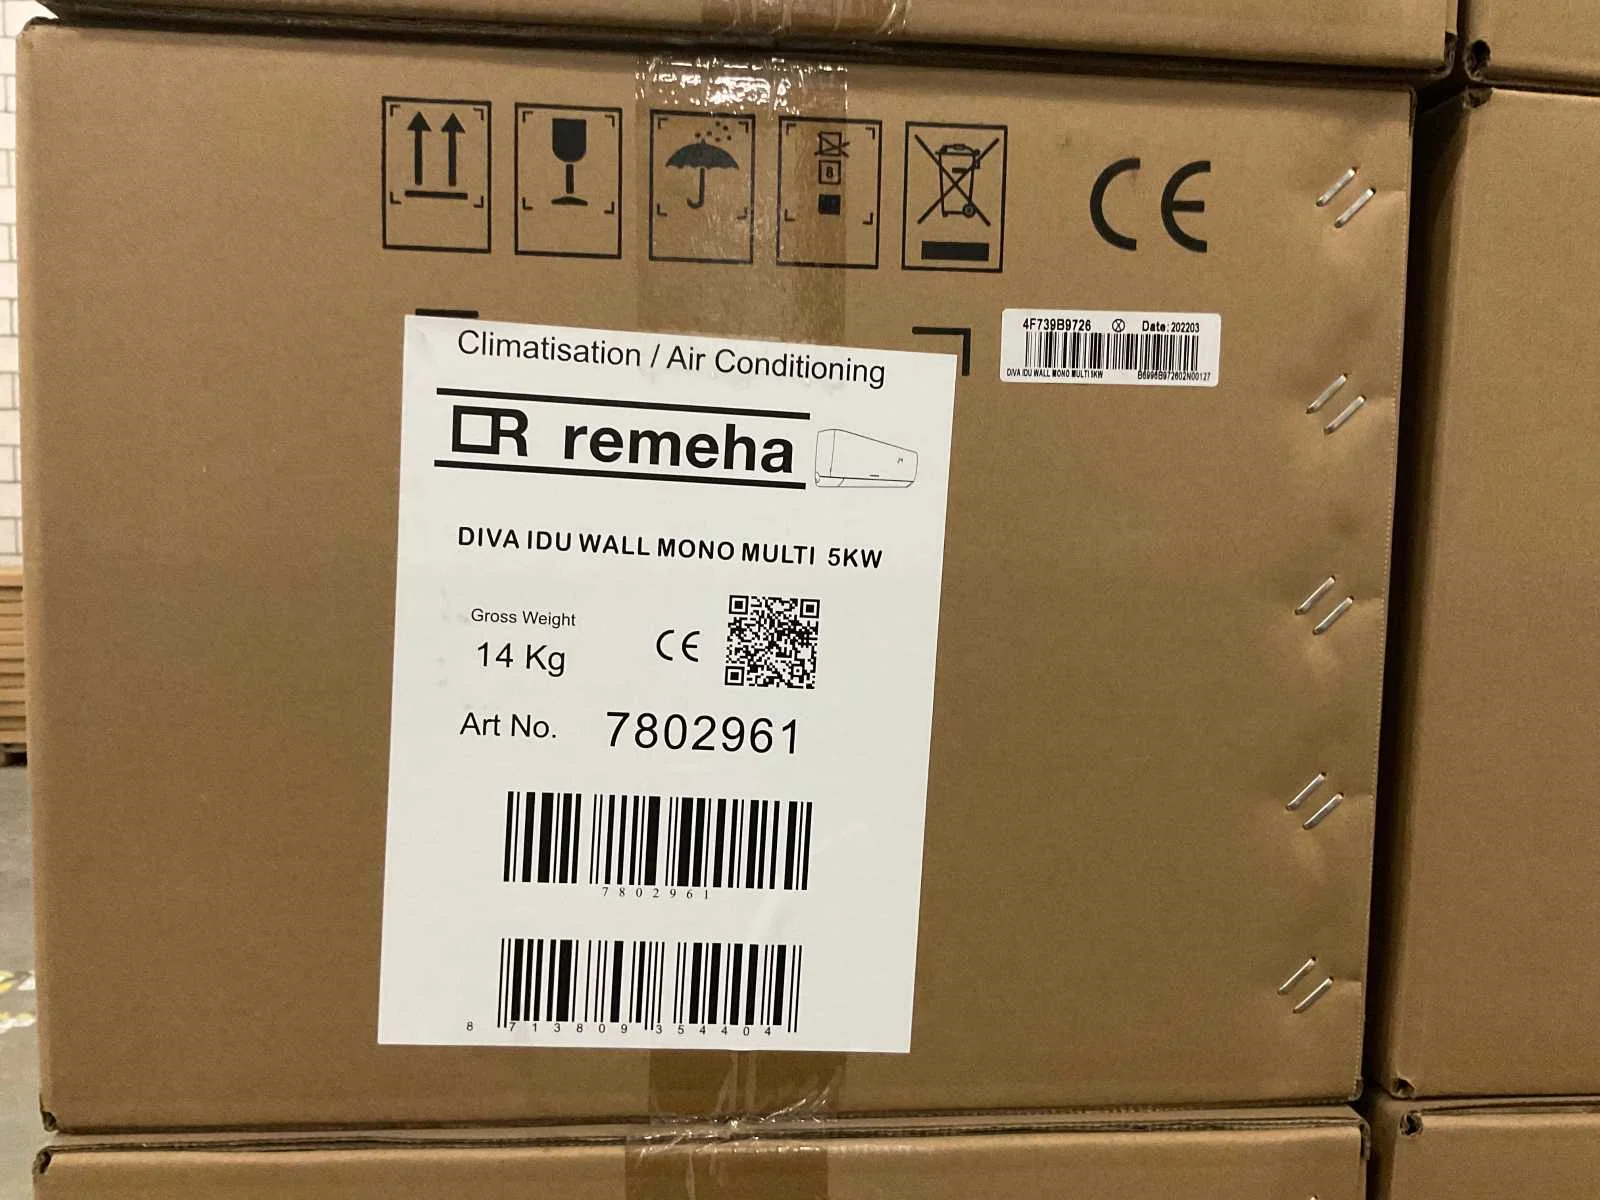 8
CE
4F739B9726 Date: 202203
DIVA IDU WALL MONO MULTI 5KW
Climatisation / Air Conditioning
R remeha
DIVA IDU WALL MONO MULTI 5KW
Gross Weight
14 Kg
CE
Art No. 7802961
7802961
8 713809 354404